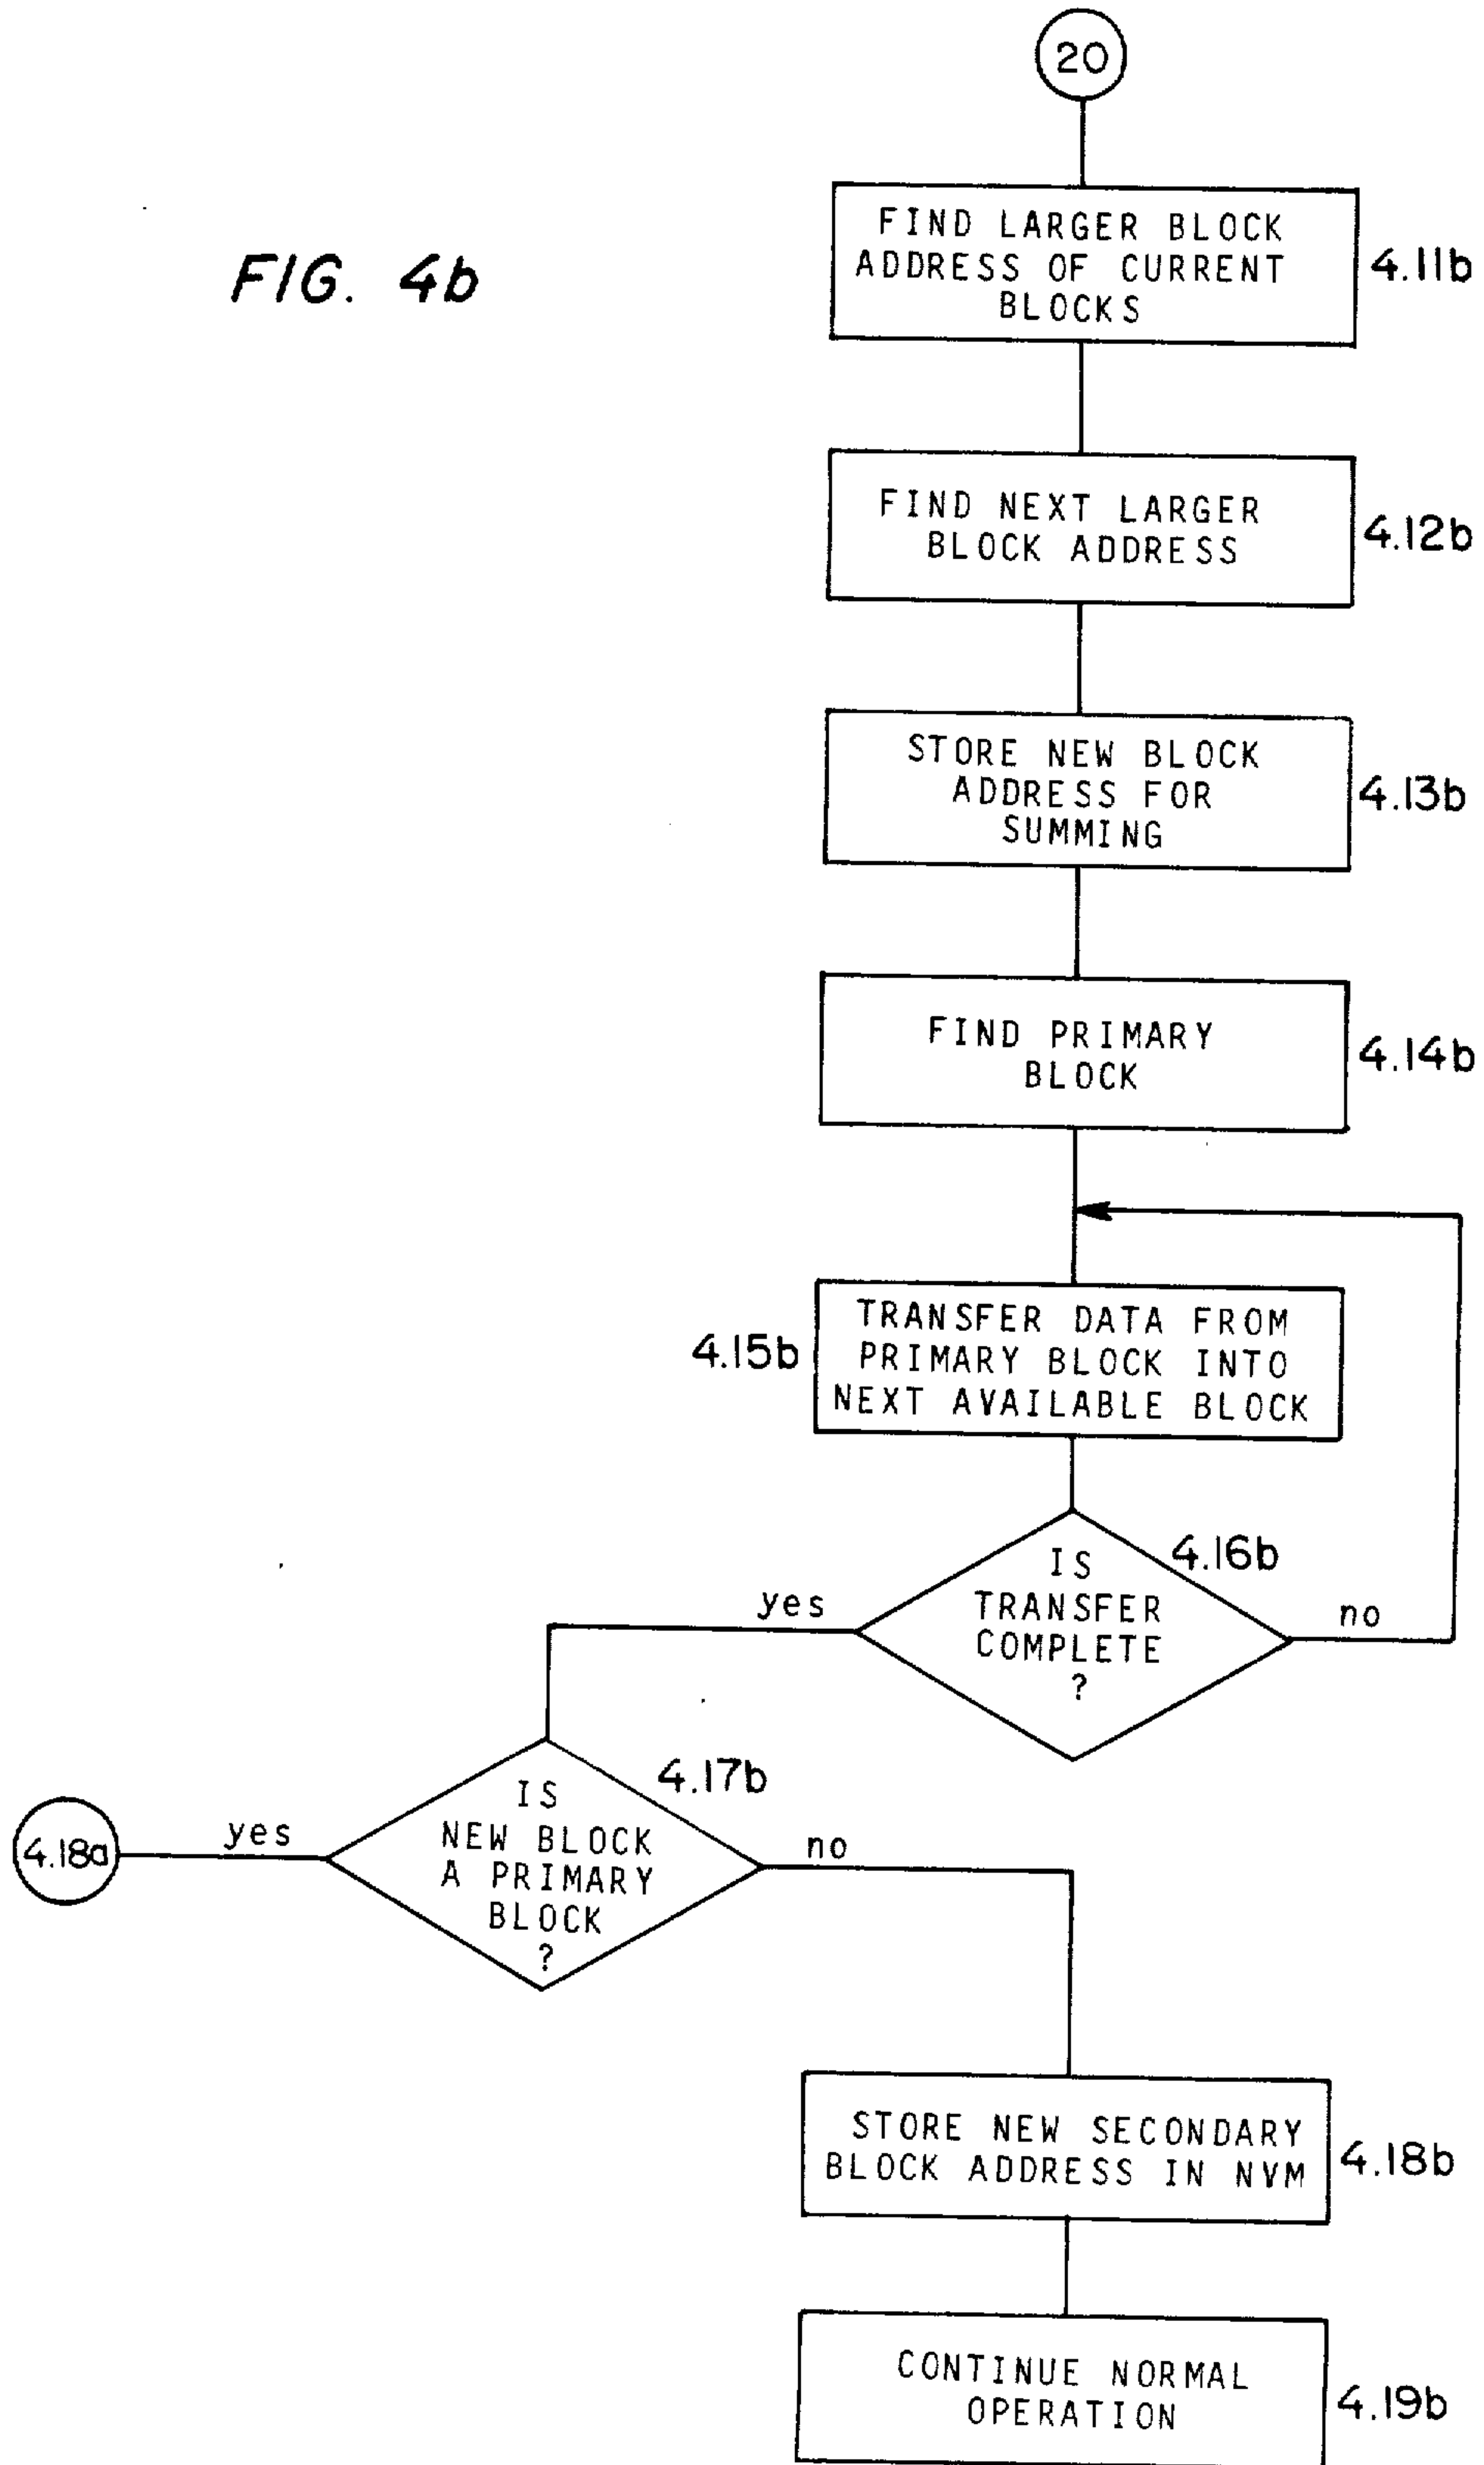 20
FIG. 4b
FIND LARGER BLOCK
ADDRESS OF CURRENT
BLOCKS
4.11b
FIND NEXT LARGER
BLOCK ADDRESS
4.12b
STORE NEW BLOCK
ADDRESS FOR
SUMMING
4.13b
FIND PRIMARY
BLOCK
4.14b
4.15b
TRANSFER DATA FROM
PRIMARY BLOCK INTO
NEXT AVAILABLE BLOCK
4.16b
IS
TRANSFER
COMPLETE
?
yes
no
4.17b
IS
NEW BLOCK
A PRIMARY
BLOCK
?
4.18a
yes
no
STORE NEW SECONDARY
BLOCK ADDRESS IN NVM
4.18b
CONTINUE NORMAL
OPERATION
4.19b